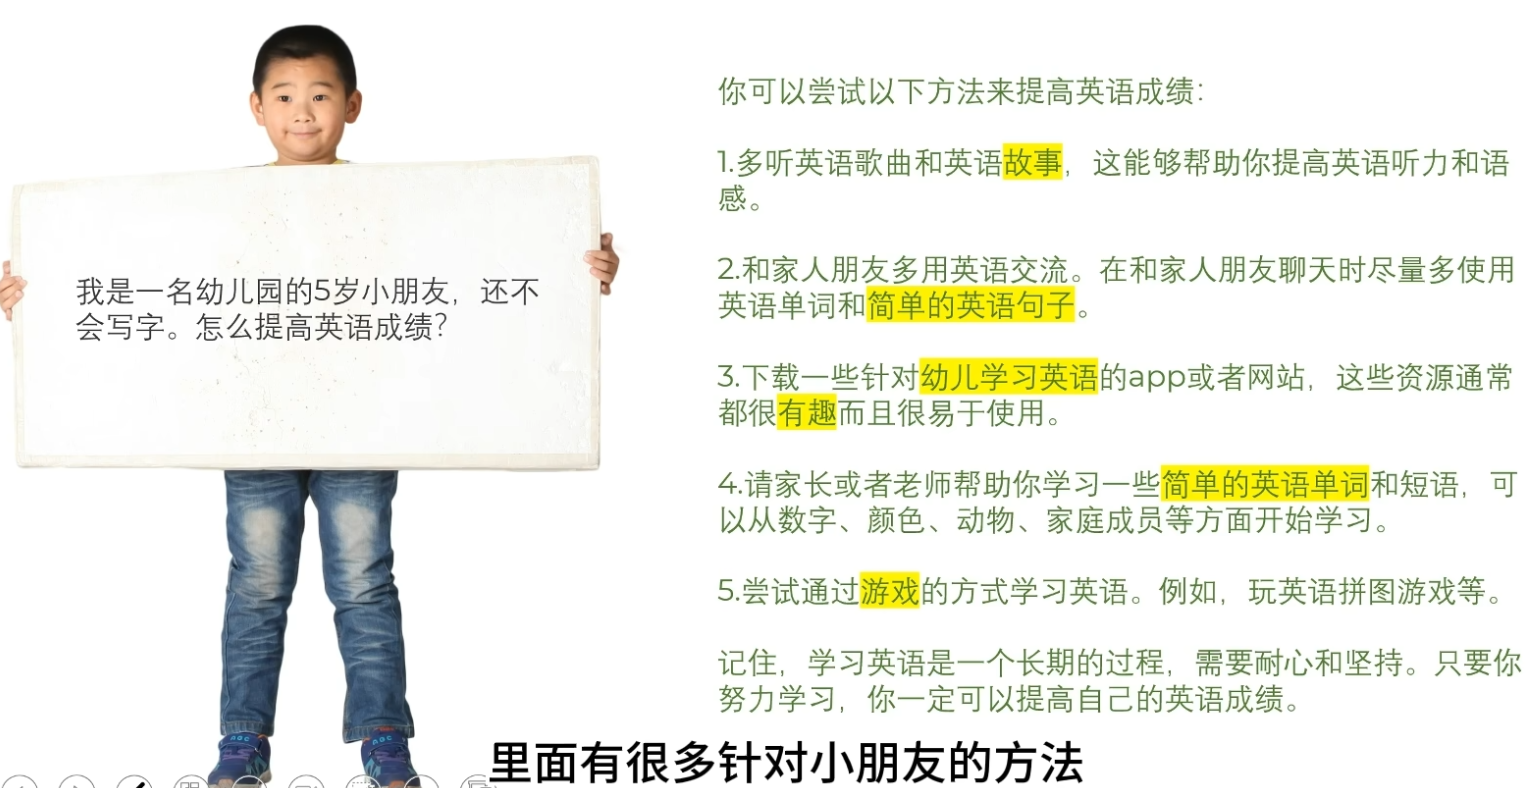 我是一名幼儿园的5岁小朋友，还不
会写字。怎么提高英语成绩？
你可以尝试以下方法来提高英语成绩：
1.多听英语歌曲和英语故事，这能够帮助你提高英语听力和语
感。
2.和家人朋友多用英语交流。在和家人朋友聊天时尽量多使用
英语单词和简单的英语句子。
3.下载一些针对幼儿学习英语的app或者网站，这些资源通常
都很有趣而且很易于使用。
4.请家长或者老师帮助你学习一些简单的英语单词和短语，可
以从数字、颜色、动物、家庭成员等方面开始学习。
5.尝试通过游戏的方式学习英语。例如，玩英语拼图游戏等。
记住，学习英语是一个长期的过程，需要耐心和坚持。只要你
努力学习，你一定可以提高自己的英语成绩。
ABC
ABC
里面有很多针对小朋友的方法